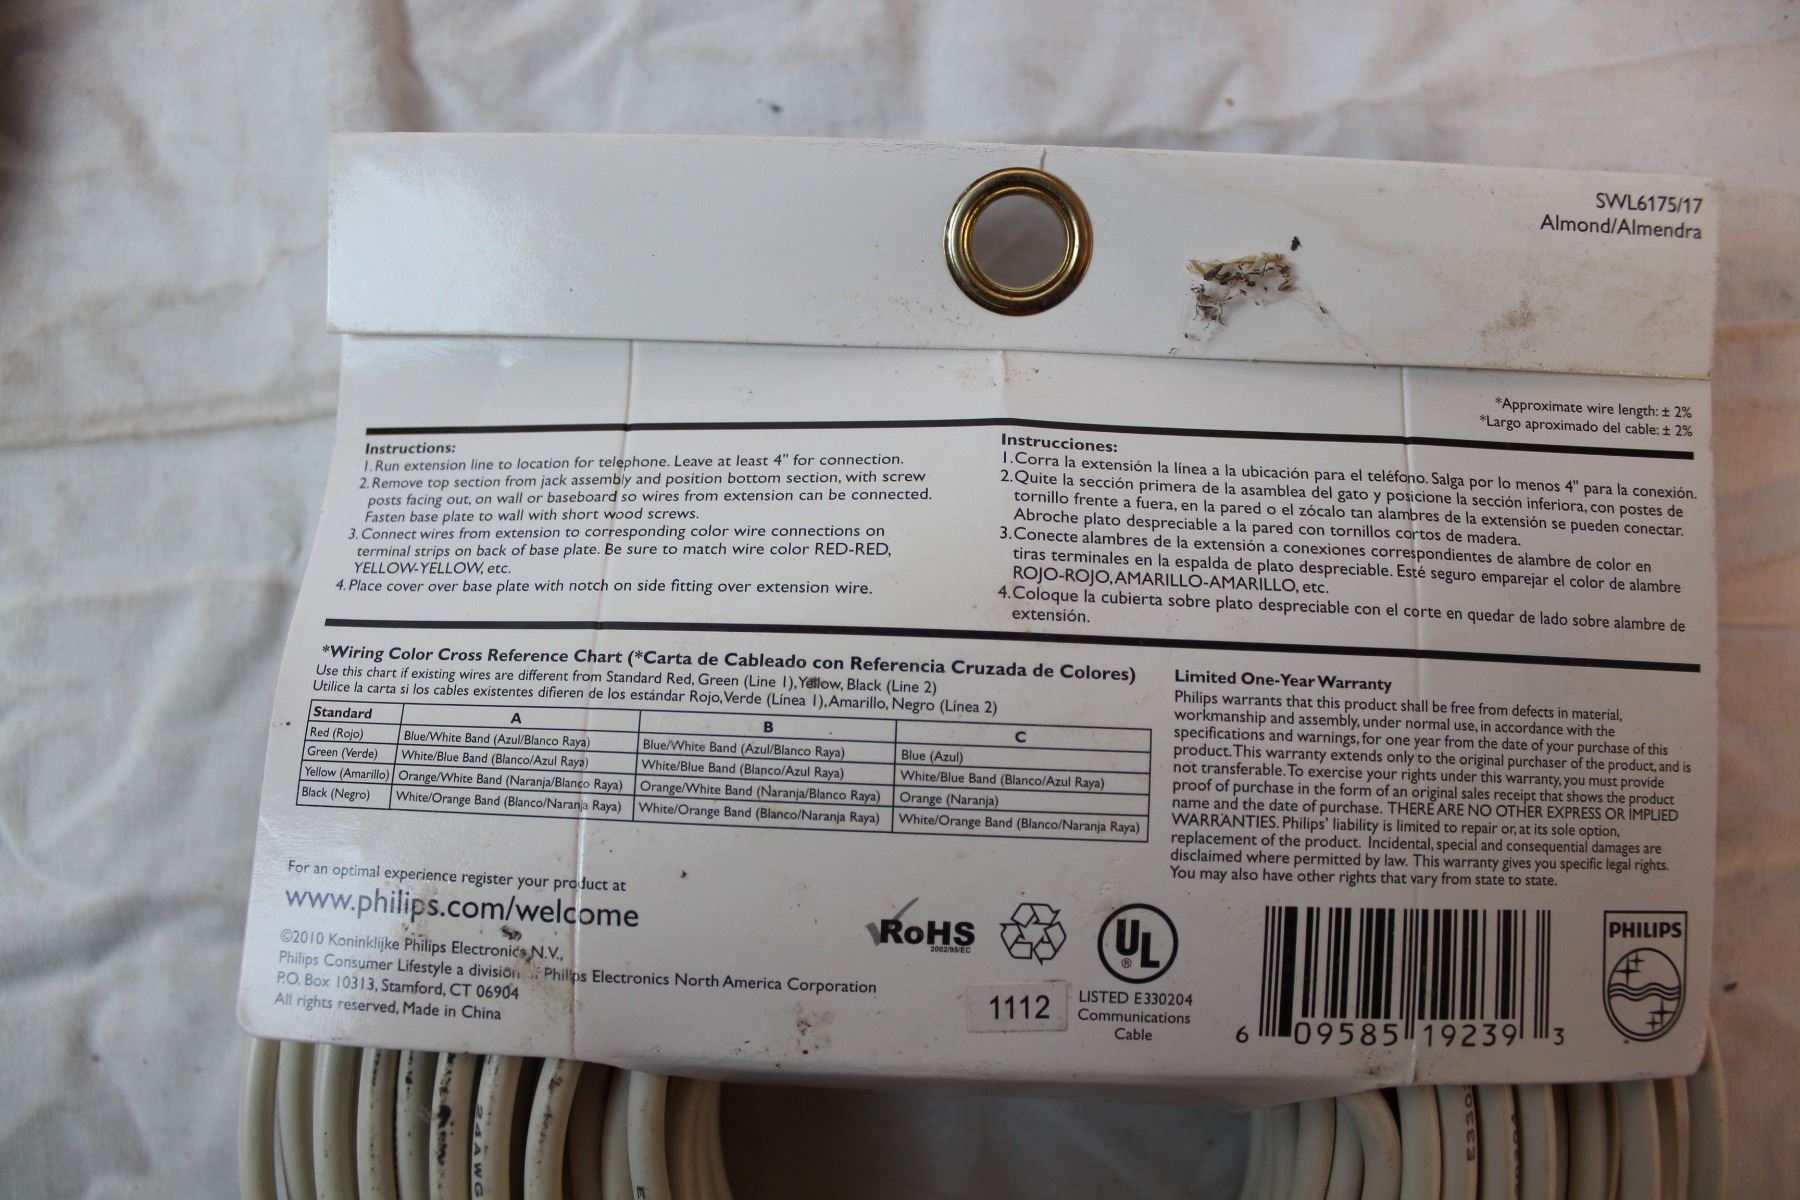 SWL6175/17
Almond/Almendra
*Approximate wire length: ± 2%
*Largo aproximado del cable: ± 2%
Instructions:
1. Run extension line to location for telephone. Leave at least 4" for connection.
2. Remove top section from jack assembly and position bottom section, with screw
posts facing out, on wall or baseboard so wires from extension can be connected.
Fasten base plate to wall with short wood screws.
3. Connect wires from extension to corresponding color wire connections on
terminal strips on back of base plate. Be sure to match wire color RED-RED,
YELLOW-YELLOW, etc.
4. Place cover over base plate with notch on side fitting over extension wire.
Instrucciones:
1. Corra la extensión la línea a la ubicación para el teléfono. Salga por lo menos 4" para la conexión.
2. Quite la sección primera de la asamblea del gato y posicione la sección inferiora, con postes de
tornillo frente a fuera, en la pared o el zócalo tan alambres de la extensión se pueden conectar.
Abroche plato despreciable a la pared con tornillos cortos de madera.
3. Conecte alambres de la extensión a conexiones correspondientes de alambre de color en
tiras terminales en la espalda de plato despreciable. Esté seguro emparejar el color de alambre
ROJO-ROJO, AMARILLO-AMARILLO, etc.
4. Coloque la cubierta sobre plato despreciable con el corte en quedar de lado sobre alambre de
extensión.
*Wiring Color Cross Reference Chart (*Carta de Cableado con Referencia Cruzada de Colores)
Use this chart if existing wires are different from Standard Red, Green (Line 1), Yellow, Black (Line 2)
Utilice la carta si los cables existentes difieren de los estándar Rojo, Verde (Línea 1), Amarillo, Negro (Línea 2)
Standard A B C
Red (Rojo) Blue/White Band (Azul/Blanco Raya) Blue/White Band (Azul/Blanco Raya) Blue (Azul)
Green (Verde) White/Blue Band (Blanco/Azul Raya) White/Blue Band (Blanco/Azul Raya) White/Blue Band (Blanco/Azul Raya)
Yellow (Amarillo) Orange/White Band (Naranja/Blanco Raya) Orange/White Band (Naranja/Blanco Raya) Orange (Naranja)
Black (Negro) White/Orange Band (Blanco/Naranja Raya) White/Orange Band (Blanco/Naranja Raya) White/Orange Band (Blanco/Naranja Raya)
Limited One-Year Warranty
Philips warrants that this product shall be free from defects in material,
workmanship and assembly, under normal use, in accordance with the
specifications and warnings, for one year from the date of your purchase of this
product. This warranty extends only to the original purchaser of the product, and is
not transferable. To exercise your rights under this warranty, you must provide
proof of purchase in the form of an original sales receipt that shows the product
name and the date of purchase. THERE ARE NO OTHER EXPRESS OR IMPLIED
WARRANTIES. Philips' liability is limited to repair or, at its sole option,
replacement of the product. Incidental, special and consequential damages are
disclaimed where permitted by law. This warranty gives you specific legal rights.
You may also have other rights that vary from state to state.
For an optimal experience register your product at
www.philips.com/welcome
©2010 Koninklijke Philips Electronics N.V.,
Philips Consumer Lifestyle a division Philips Electronics North America Corporation
P.O. Box 10313, Stamford, CT 06904
All rights reserved, Made in China
RoHS
2002/95/EC
UL
®
1112
LISTED E330204
Communications
Cable
6 09585 19239 3
PHILIPS
24AWG